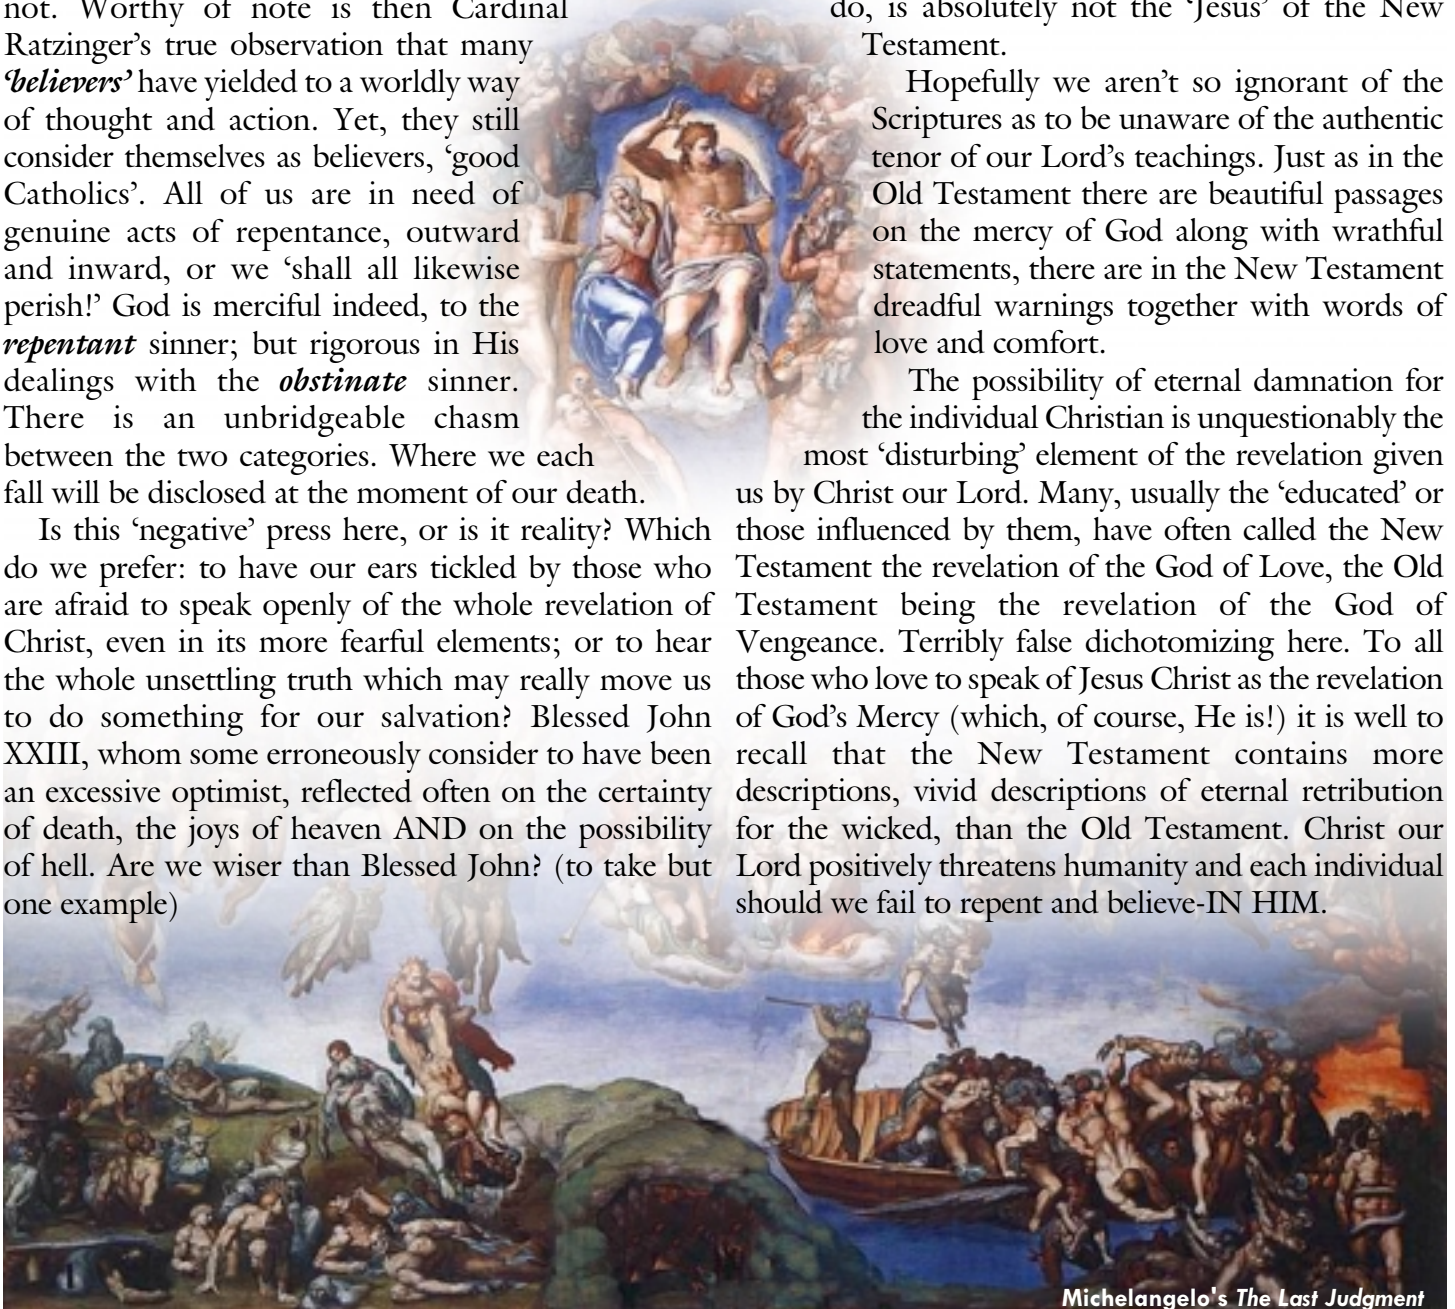 not. Worthy of note is then Cardinal
Ratzinger’s true observation that many
‘believers’ have yielded to a worldly way
of thought and action. Yet, they still
consider themselves as believers, ‘good
Catholics’. All of us are in need of
genuine acts of repentance, outward
and inward, or we ‘shall all likewise
perish!’ God is merciful indeed, to the
repentant sinner; but rigorous in His
dealings with the obstinate sinner.
There is an unbridgeable chasm
between the two categories. Where we each
fall will be disclosed at the moment of our death.
Is this ‘negative’ press here, or is it reality? Which
do we prefer: to have our ears tickled by those who
are afraid to speak openly of the whole revelation of
Christ, even in its more fearful elements; or to hear
the whole unsettling truth which may really move us
to do something for our salvation? Blessed John
XXIII, whom some erroneously consider to have been
an excessive optimist, reflected often on the certainty
of death, the joys of heaven AND on the possibility
of hell. Are we wiser than Blessed John? (to take but
one example)
do, is absolutely not the ‘Jesus’ of the New
Testament.
Hopefully we aren’t so ignorant of the
Scriptures as to be unaware of the authentic
tenor of our Lord’s teachings. Just as in the
Old Testament there are beautiful passages
on the mercy of God along with wrathful
statements, there are in the New Testament
dreadful warnings together with words of
love and comfort.
The possibility of eternal damnation for
the individual Christian is unquestionably the
most ‘disturbing’ element of the revelation given
us by Christ our Lord. Many, usually the ‘educated’ or
those influenced by them, have often called the New
Testament the revelation of the God of Love, the Old
Testament being the revelation of the God of
Vengeance. Terribly false dichotomizing here. To all
those who love to speak of Jesus Christ as the revelation
of God’s Mercy (which, of course, He is!) it is well to
recall that the New Testament contains more
descriptions, vivid descriptions of eternal retribution
for the wicked, than the Old Testament. Christ our
Lord positively threatens humanity and each individual
should we fail to repent and believe-IN HIM.
Michelangelo's The Last Judgment